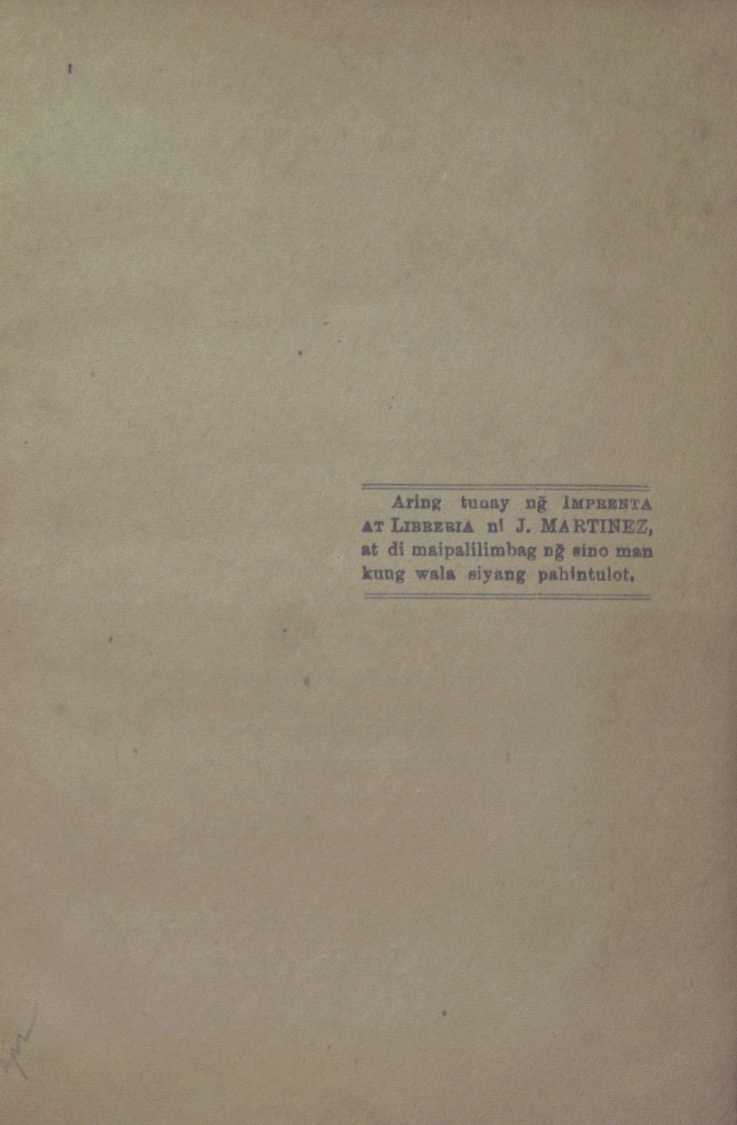 Aring tunay ng̃ IMPRENTA
AT LIBRERIA ni J. MARTINEZ,
at di maipalilimbag ng̃ sino man
kung wala siyang pahintulot.